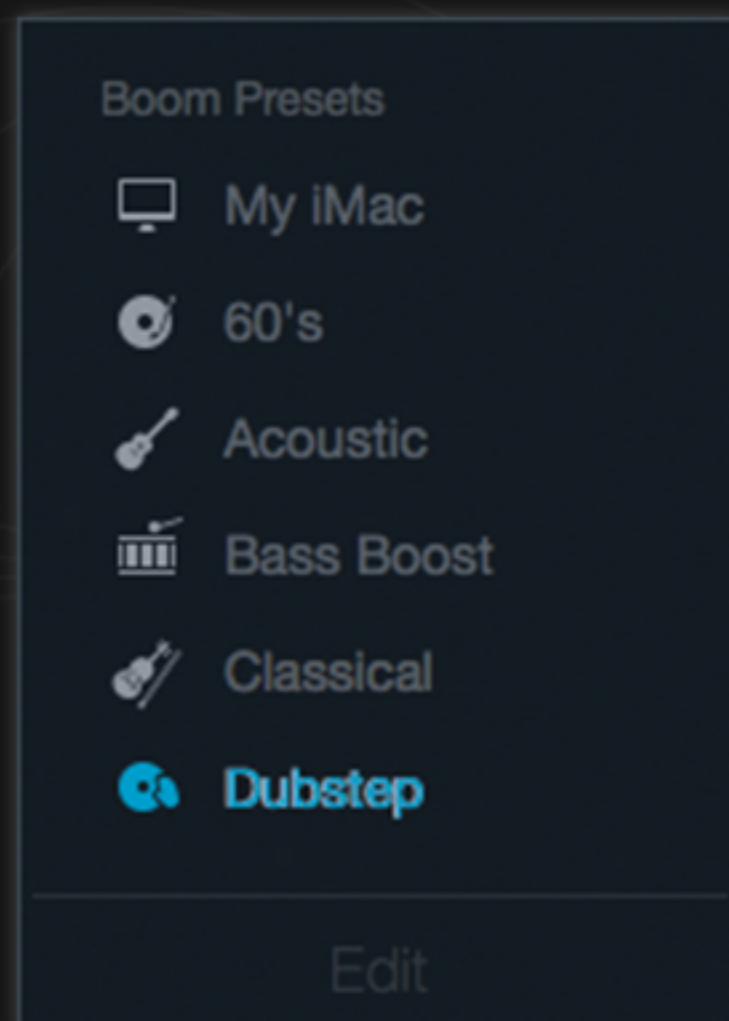 Boom Presets
My iMac
60's
Acoustic
Bass Boost
Classical
Dubstep
Edit